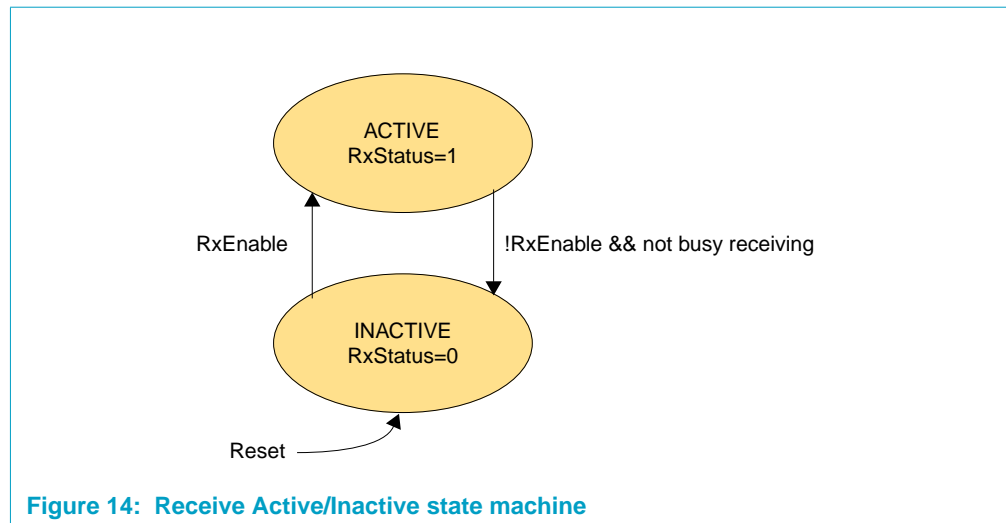 ACTIVE
RxStatus=1
RxEnable
!RxEnable && not busy receiving
INACTIVE
RxStatus=0
Reset
Figure 14: Receive Active/Inactive state machine